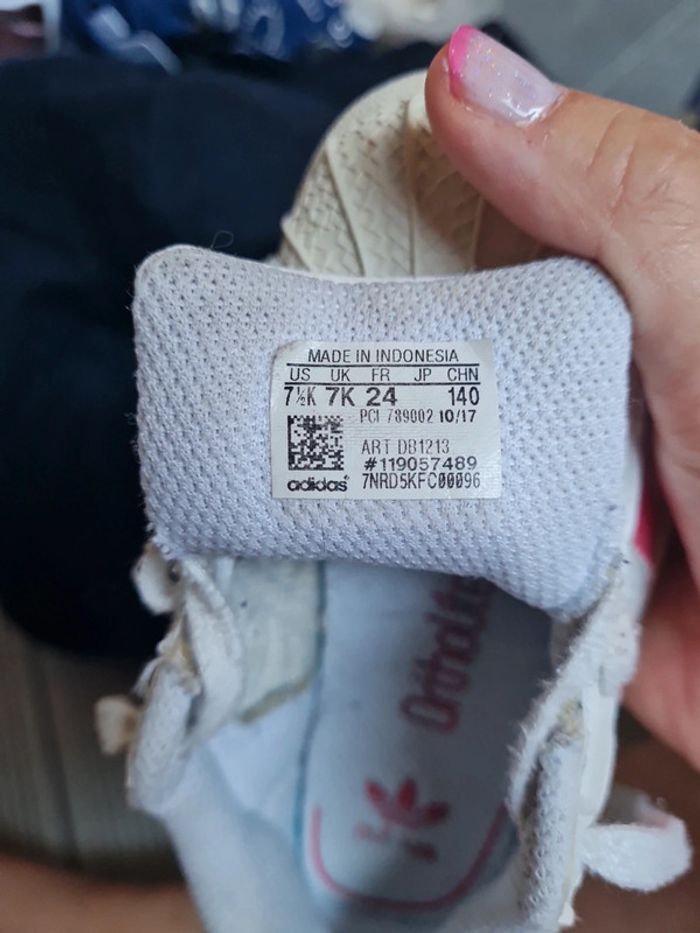 MADE IN INDONESIA
US UK FR JP CHN
7½K 7K 24 140
PCI 789002 10/17
ART DB1213
#119057489
adidas 7NRD5KFC00096
OrthoLite